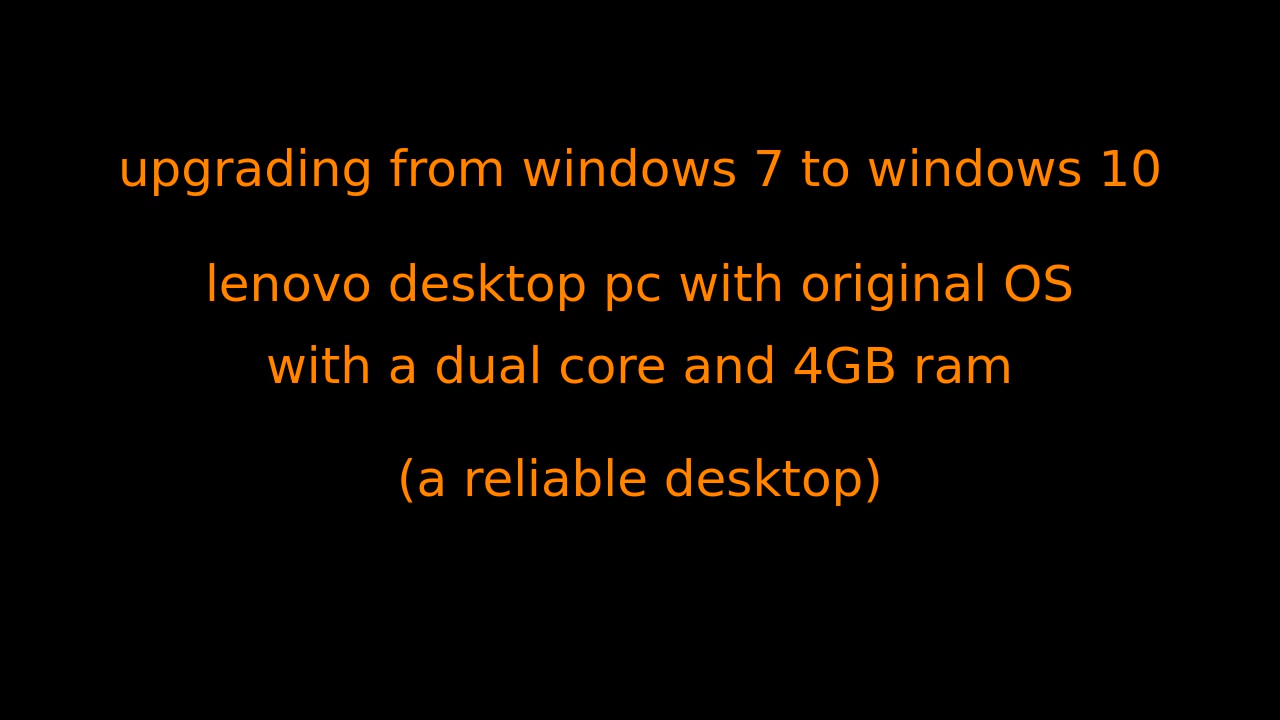 upgrading from windows 7 to windows 10
lenovo desktop pc with original OS
with a dual core and 4GB ram
(a reliable desktop)